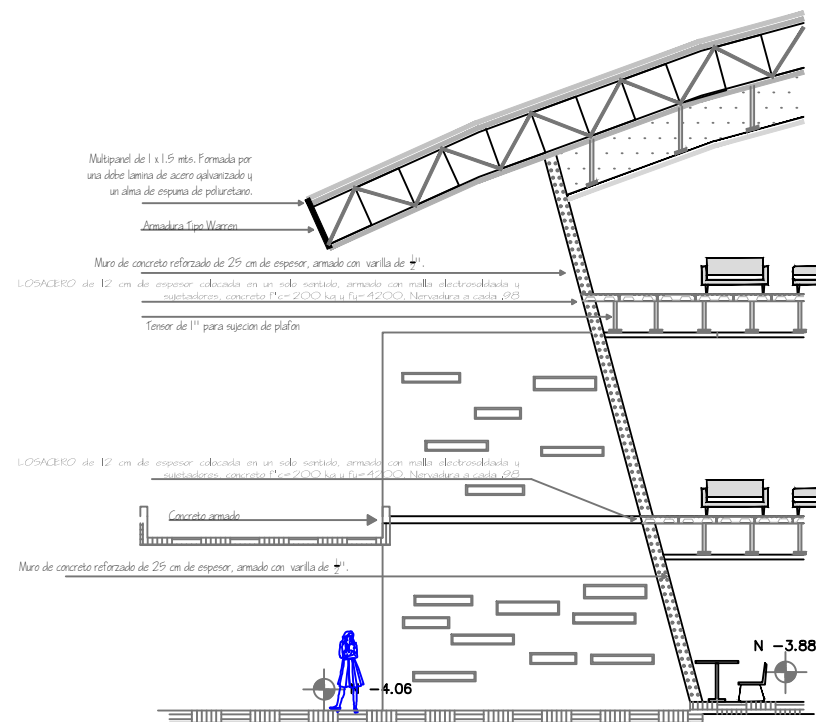 Multipanel de 1 x 1.5 mts. Formada por
una doble lamina de acero galvanizado y
un alma de espuma de poliuretano.
Armadura Tipo Warren
Muro de concreto reforzado de 25 cm de espesor, armado con varilla de 1/2".
LOSACERO de 12 cm de espesor colocada en un solo sentido, armado con malla electrosoldada y
sujetadores, concreto f'c=200 kg y fy=4200. Nervadura a cada .98
Tensor de 1" para sujecion de plafon
LOSACERO de 12 cm de espesor colocada en un solo sentido, armado con malla electrosoldada y
sujetadores, concreto f'c=200 kg y fy=4200. Nervadura a cada .98
Concreto armado
Muro de concreto reforzado de 25 cm de espesor, armado con varilla de 1/2".
N -3.88
N -4.06